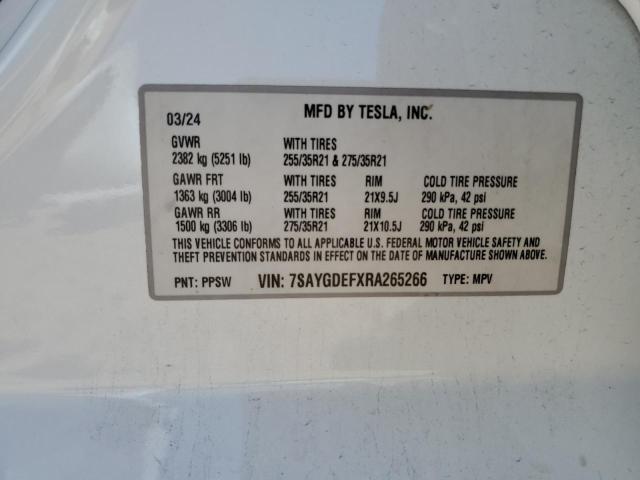 03/24 MFD BY TESLA, INC.
GVWR WITH TIRES
2382 kg (5251 lb) 255/35R21 & 275/35R21
GAWR FRT WITH TIRES RIM COLD TIRE PRESSURE
1363 kg (3004 lb) 255/35R21 21X9.5J 290 kPa, 42 psi
GAWR RR WITH TIRES RIM COLD TIRE PRESSURE
1500 kg (3306 lb) 275/35R21 21X10.5J 290 kPa, 42 psi
THIS VEHICLE CONFORMS TO ALL APPLICABLE U.S. FEDERAL MOTOR VEHICLE SAFETY AND
THEFT PREVENTION STANDARDS IN EFFECT ON THE DATE OF MANUFACTURE SHOWN ABOVE.
PNT: PPSW VIN: 7SAYGDEFXRA265266 TYPE: MPV